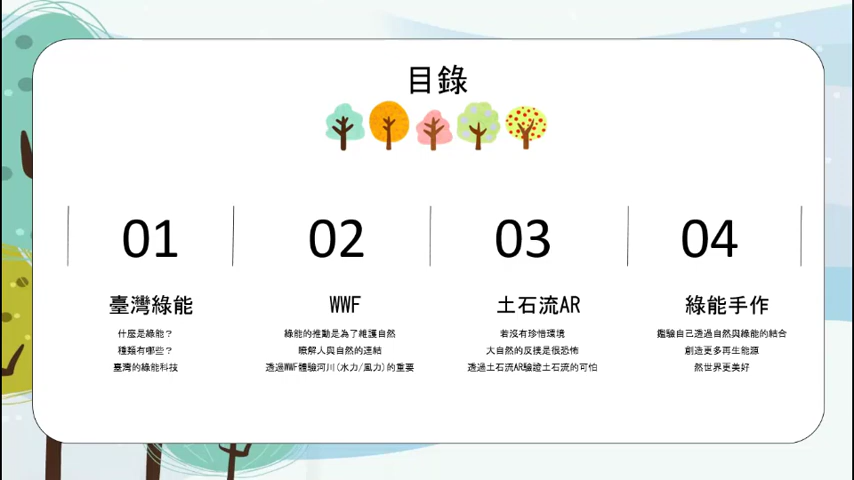 目錄
01
02
03
04
臺灣綠能
WWF
土石流AR
綠能手作
什麼是綠能？
種類有哪些？
臺灣的綠能科技
綠能的推動是為了維護自然
瞭解人與自然的連結
透過WWF體驗河川(水力/風力)的重要
若沒有珍惜環境
大自然的反撲是很恐怖
透過土石流AR驗證土石流的可怕
鑑驗自己透過自然與綠能的結合
創造更多再生能源
然世界更美好